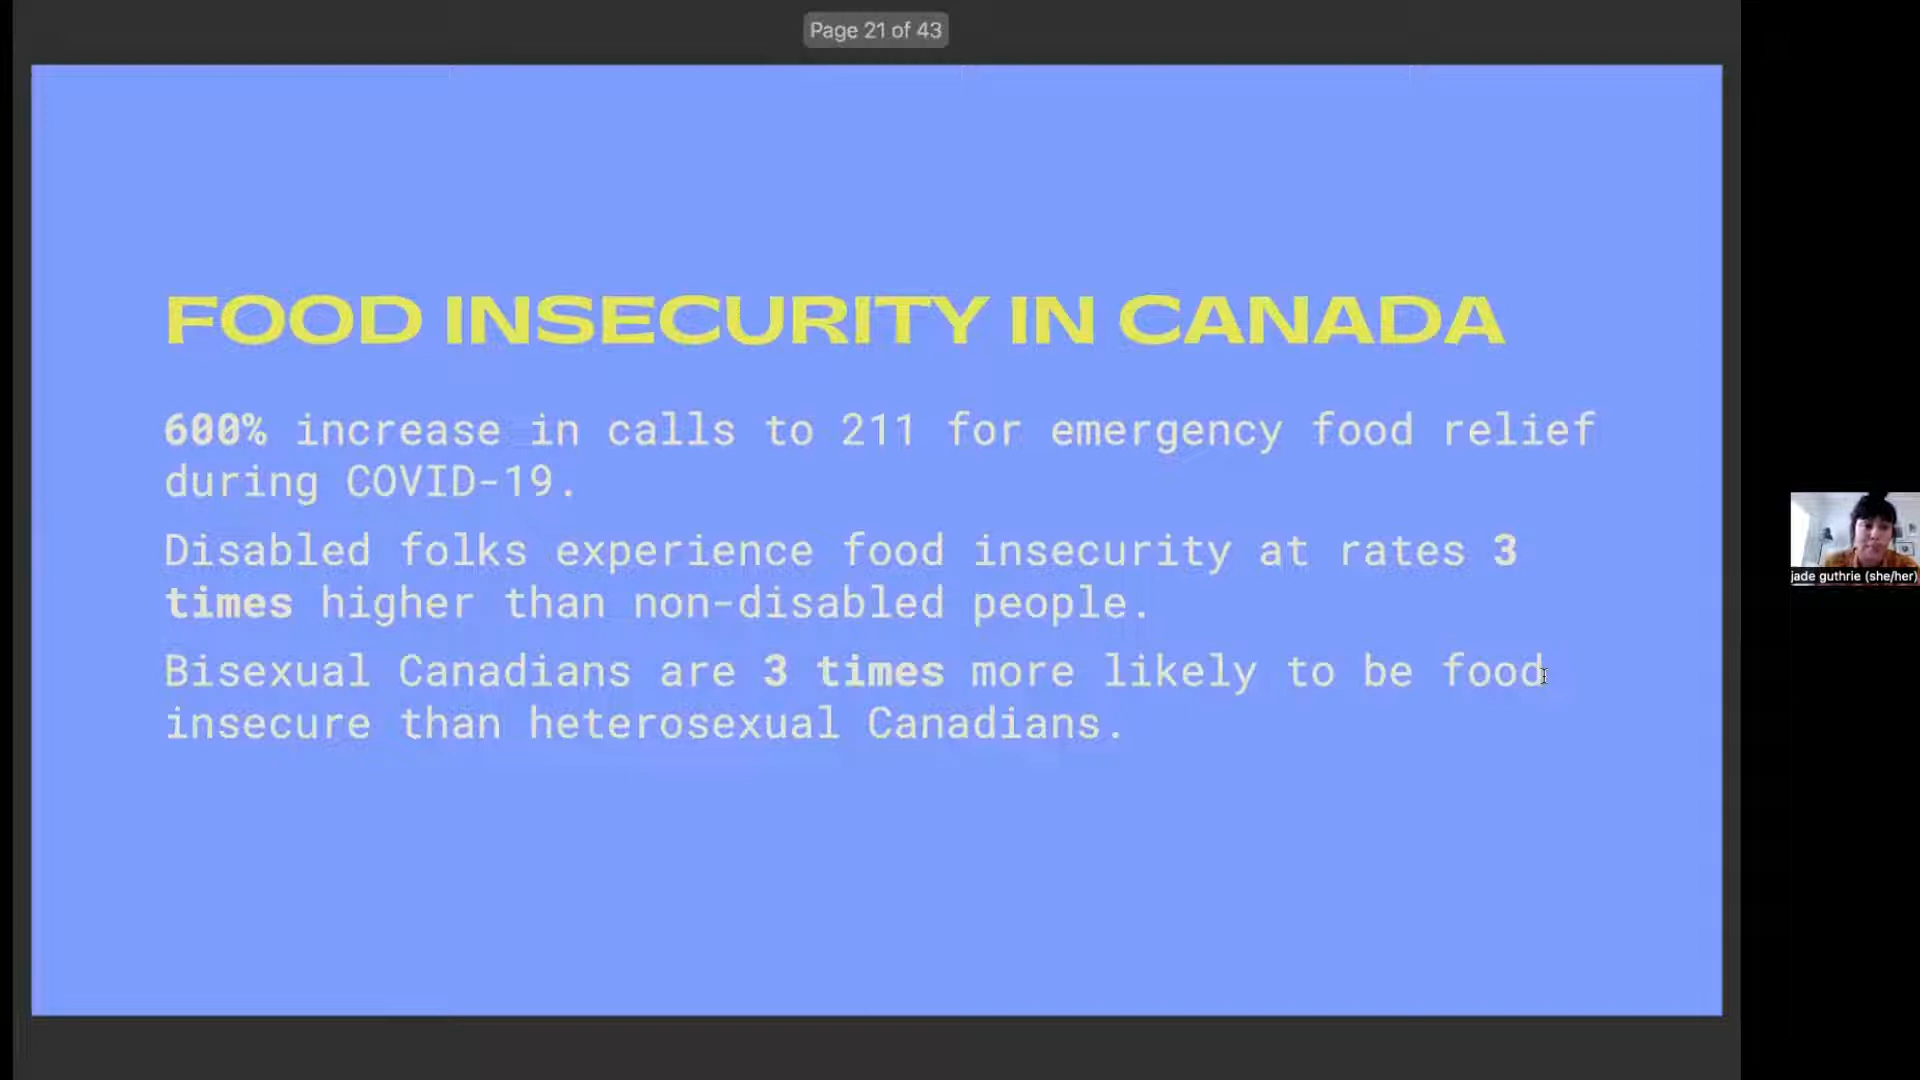 Page 21 of 43
FOOD INSECURITY IN CANADA
600% increase in calls to 211 for emergency food relief
during COVID-19.
Disabled folks experience food insecurity at rates 3
times higher than non-disabled people.
Bisexual Canadians are 3 times more likely to be food
insecure than heterosexual Canadians.
jade guthrie (she/her)